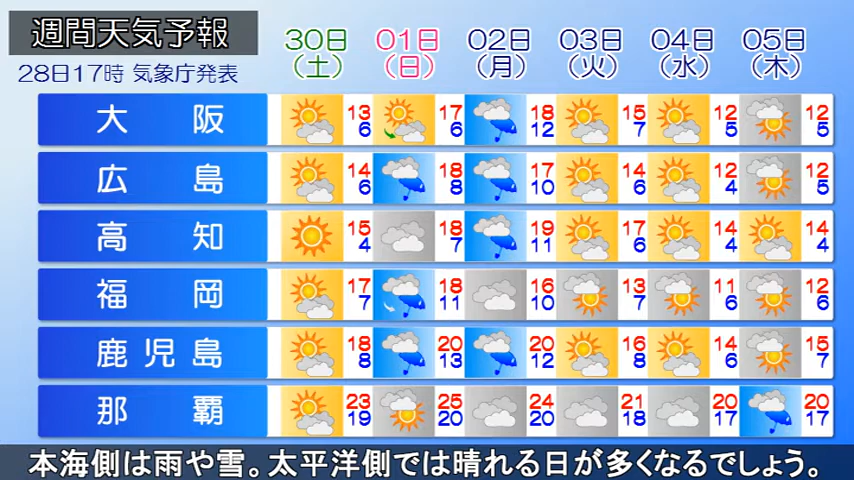 週間天気予報
28日17時 気象庁発表
30日 01日 02日 03日 04日 05日
(土) (日) (月) (火) (水) (木)
大阪 13 6 17 6 18 12 15 7 12 5 12 5
広島 14 6 18 8 17 10 14 6 12 4 12 5
高知 15 4 18 7 19 11 17 6 14 4 14 4
福岡 17 7 18 11 16 10 13 7 11 6 12 6
鹿児島 18 8 20 13 20 12 16 8 14 6 15 7
那覇 23 19 25 20 24 20 21 18 20 17 20 17
本海側は雨や雪。太平洋側では晴れる日が多くなるでしょう。